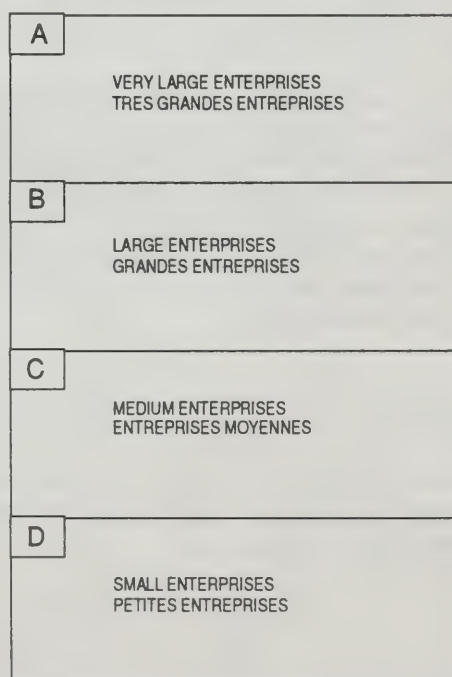 A
VERY LARGE ENTERPRISES
TRES GRANDES ENTREPRISES
B
LARGE ENTERPRISES
GRANDES ENTREPRISES
C
MEDIUM ENTERPRISES
ENTREPRISES MOYENNES
D
SMALL ENTERPRISES
PETITES ENTREPRISES